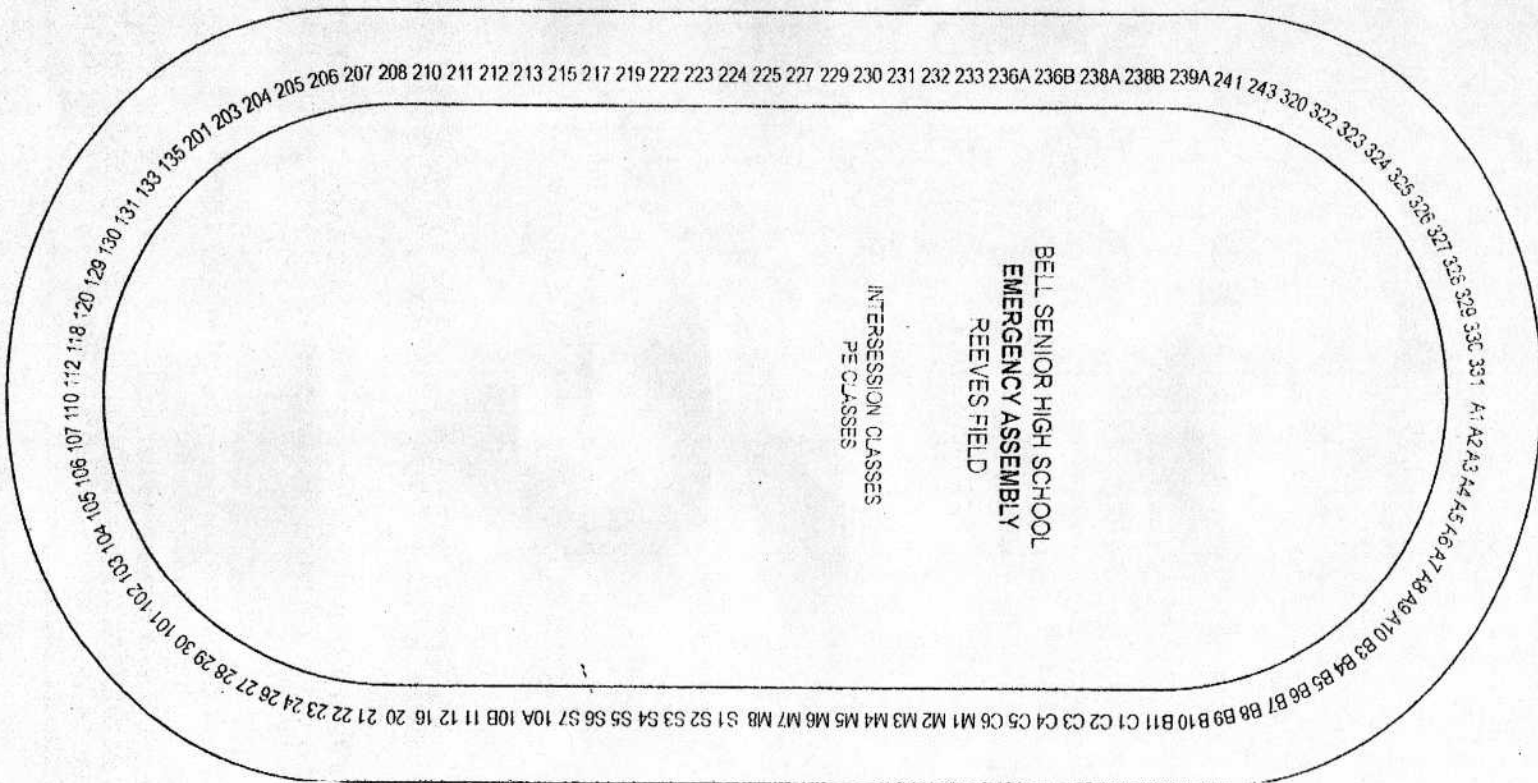 BELL SENIOR HIGH SCHOOL
EMERGENCY ASSEMBLY
REEVES FIELD
INTERSESSION CLASSES
PE CLASSES
10A 10B 11 12 16 20 21 22 23 24 26 27 28 29 30 101 102 103 104 105 106 107 110 112 118 120 129 130 131 133 135 201 203 204 205 206 207 208 210 211 212 213 215 217 219 222 223 224 225 227 229 230 231 232 233 236A 236B 238A 238B 239A 241 243 320 322 323 324 325 326 327 328 329 330 331 A1 A2 A3 A4 A5 A6 A7 A8 A9 A10 B3 B4 B5 B6 B7 B8 B9 B10 B11 C1 C2 C3 C4 C5 C6 M1 M2 M3 M4 M5 M6 M7 M8 S1 S2 S3 S4 S5 S6 S7